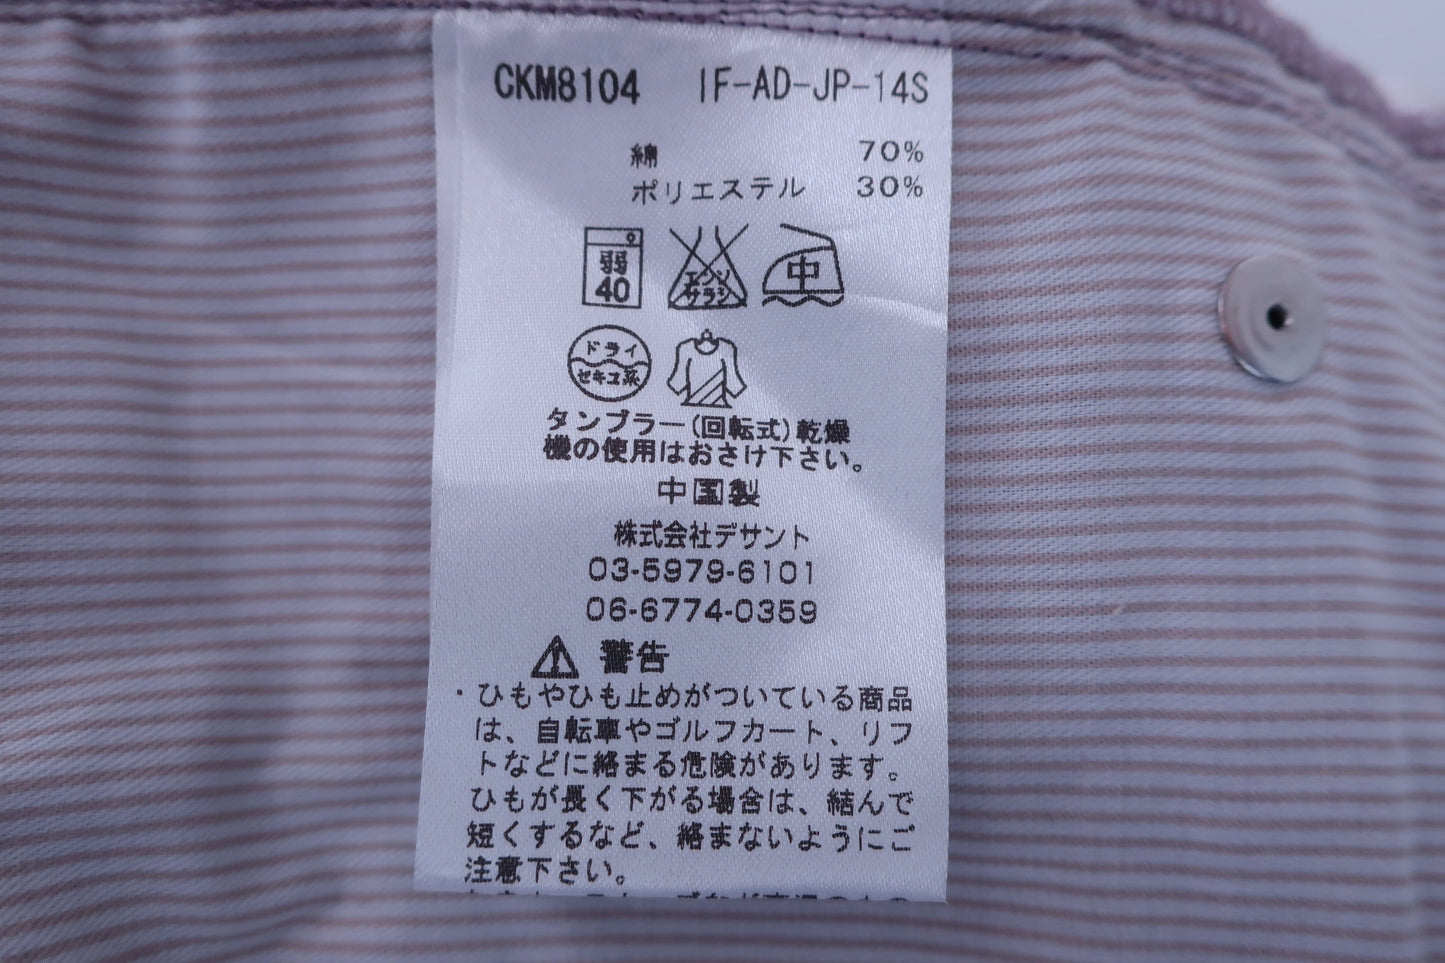 CKM8104 IF-AD-JP-14S
綿 70%
ポリエステル 30%
弱
40
エンソ
サラシ
中
ドライ
セキユ系
タンブラー(回転式)乾燥
機の使用はおさけ下さい。
中国製
株式会社デサント
03-5979-6101
06-6774-0359
警告
・ひもやひも止めがついている商品
は、自転車やゴルフカート、リフ
トなどに絡まる危険があります。
ひもが長く下がる場合は、結んで
短くするなど、絡まないようにご
注意下さい。